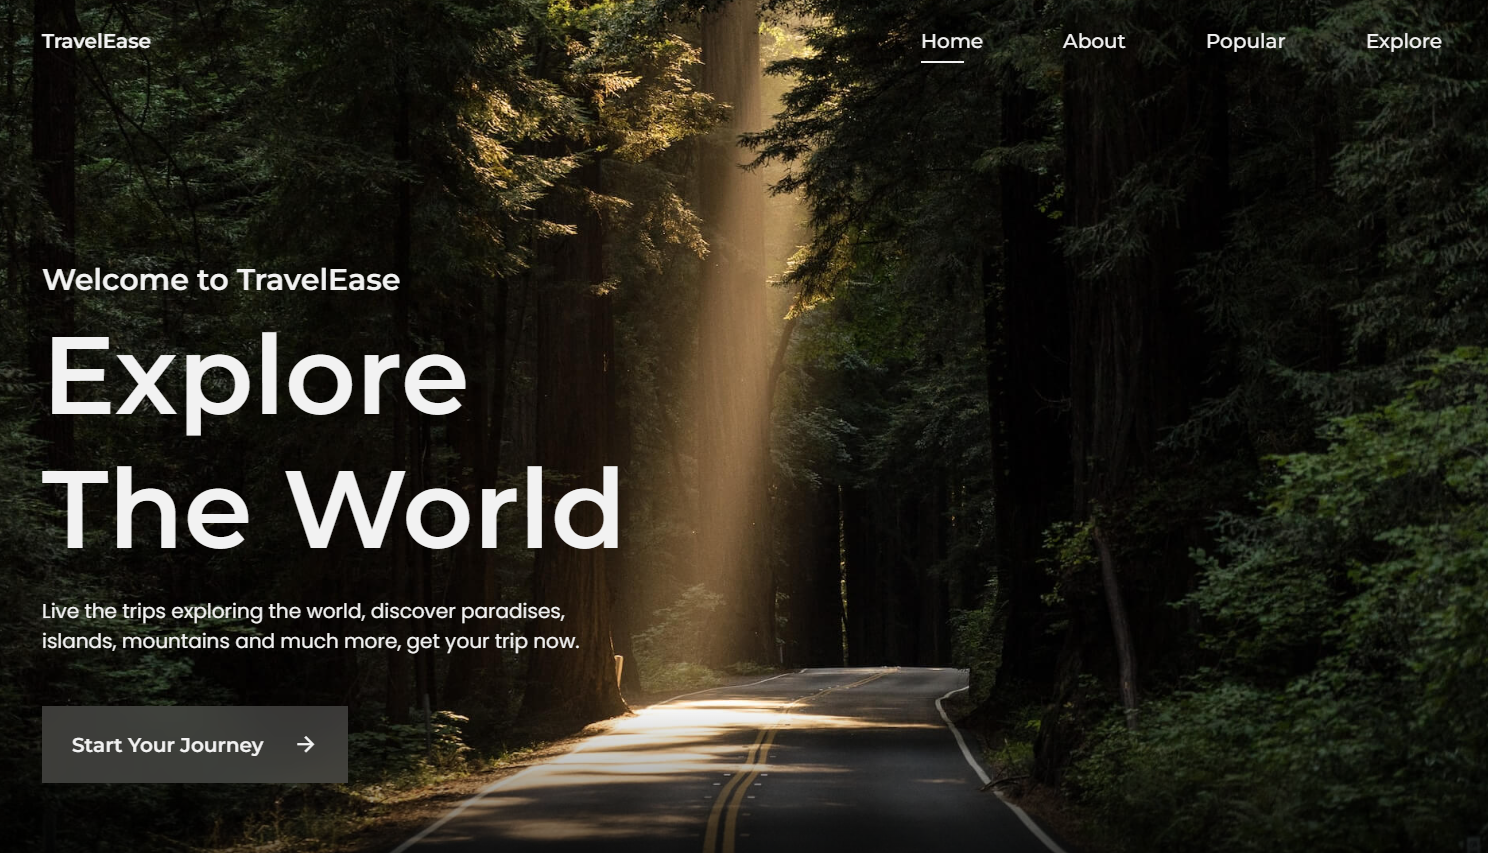 TravelEase
Home About Popular Explore
Welcome to TravelEase
Explore
The World
Live the trips exploring the world, discover paradises,
islands, mountains and much more, get your trip now.
Start Your Journey →